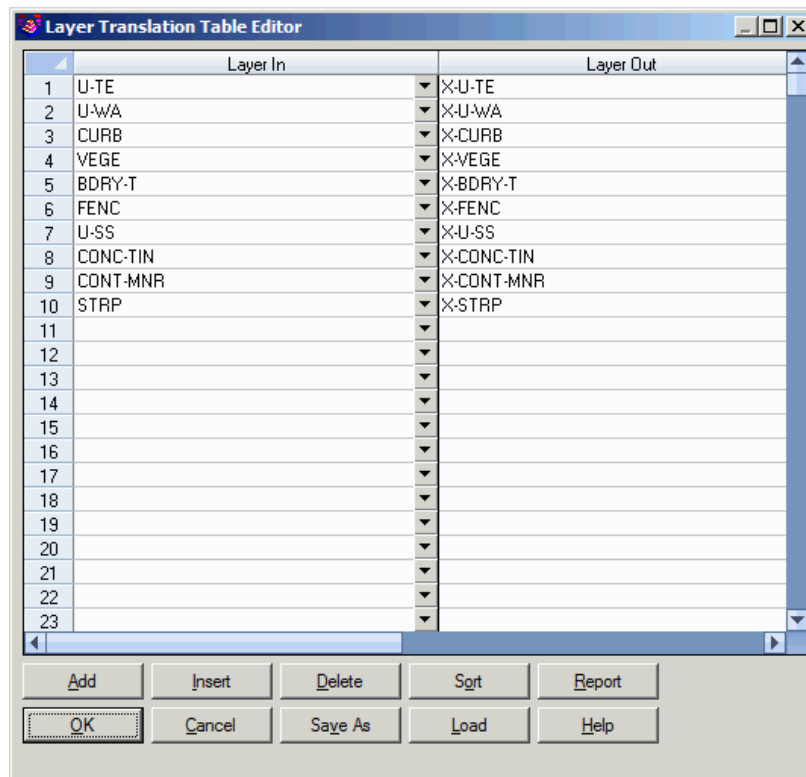 Layer Translation Table Editor
Layer In Layer Out
1 U-TE X-U-TE
2 U-WA X-U-WA
3 CURB X-CURB
4 VEGE X-VEGE
5 BDRY-T X-BDRY-T
6 FENC X-FENC
7 U-SS X-U-SS
8 CONC-TIN X-CONC-TIN
9 CONT-MNR X-CONT-MNR
10 STRP X-STRP
11
12
13
14
15
16
17
18
19
20
21
22
23
Add Insert Delete Sort Report
OK Cancel Save As Load Help